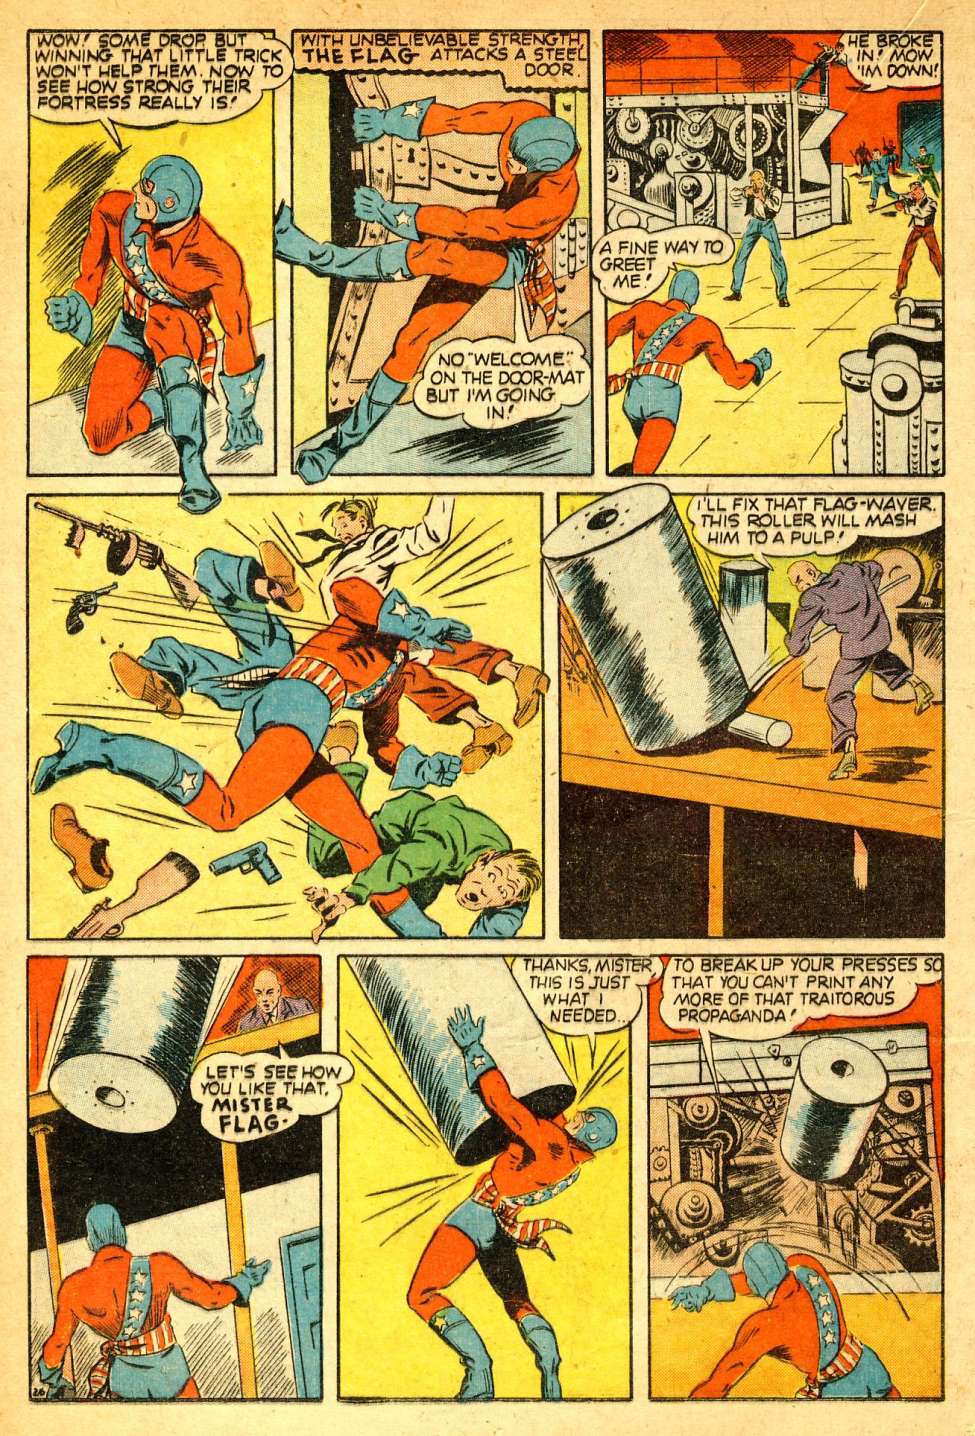 WOW! SOME DROP, BUT
WINNING THAT LITTLE TRICK
WON'T HELP THEM. NOW TO
SEE HOW STRONG THEIR
FORTRESS REALLY IS!
WITH UNBELIEVABLE STRENGTH
THE FLAG ATTACKS A STEEL
DOOR.
NO "WELCOME"
ON THE DOOR-MAT
BUT I'M GOING
IN!
HE BROKE
IN! MOW
'IM DOWN!
A FINE WAY TO
GREET
ME!
I'LL FIX THAT FLAG-WAVER.
THIS ROLLER WILL MASH
HIM TO A PULP!
LET'S SEE HOW
YOU LIKE THAT,
MISTER
FLAG-
26
THANKS, MISTER
THIS IS JUST
WHAT I
NEEDED...
TO BREAK UP YOUR PRESSES SO
THAT YOU CAN'T PRINT ANY
MORE OF THAT TRAITOROUS
PROPAGANDA!